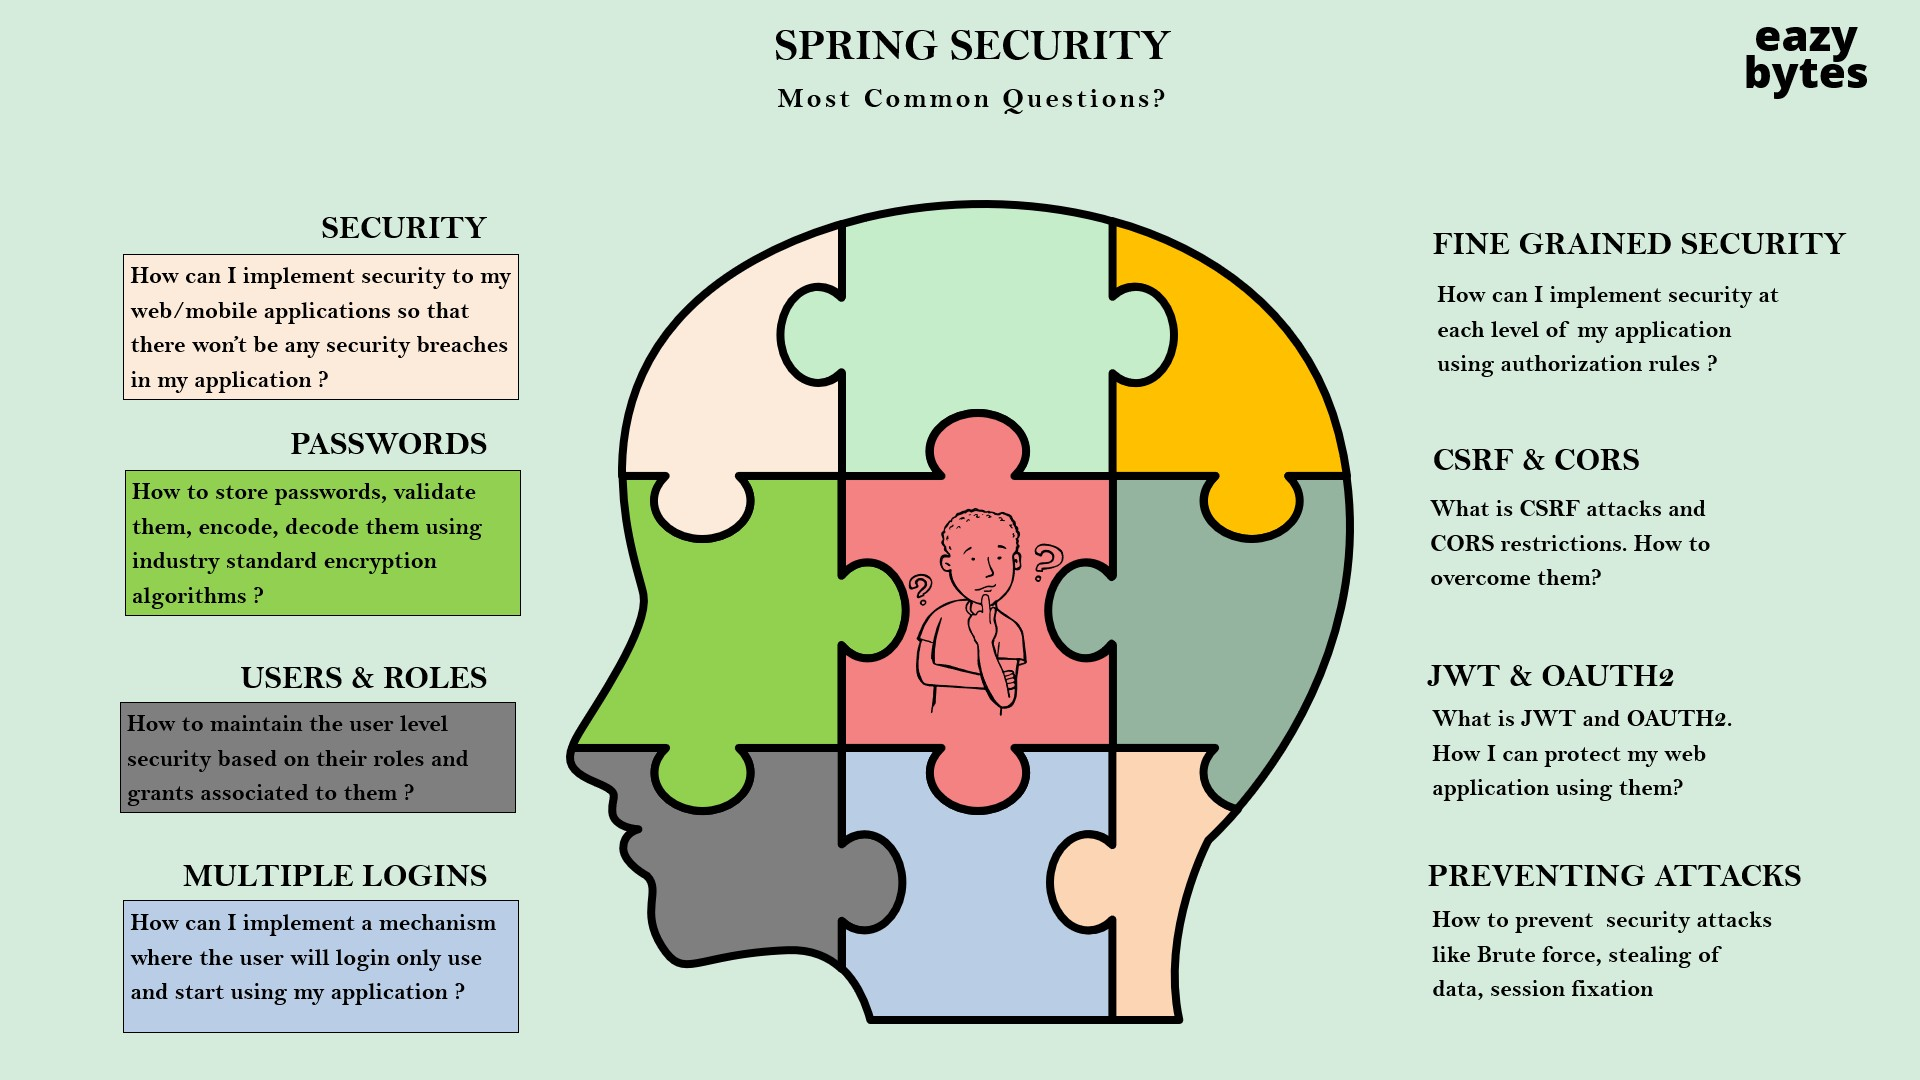 SPRING SECURITY
Most Common Questions?
eazy
bytes
SECURITY
How can I implement security to my
web/mobile applications so that
there won't be any security breaches
in my application ?
PASSWORDS
How to store passwords, validate
them, encode, decode them using
industry standard encryption
algorithms ?
USERS & ROLES
How to maintain the user level
security based on their roles and
grants associated to them ?
MULTIPLE LOGINS
How can I implement a mechanism
where the user will login only use
and start using my application ?
? ?
FINE GRAINED SECURITY
How can I implement security at
each level of my application
using authorization rules ?
CSRF & CORS
What is CSRF attacks and
CORS restrictions. How to
overcome them?
JWT & OAUTH2
What is JWT and OAUTH2.
How I can protect my web
application using them?
PREVENTING ATTACKS
How to prevent security attacks
like Brute force, stealing of
data, session fixation